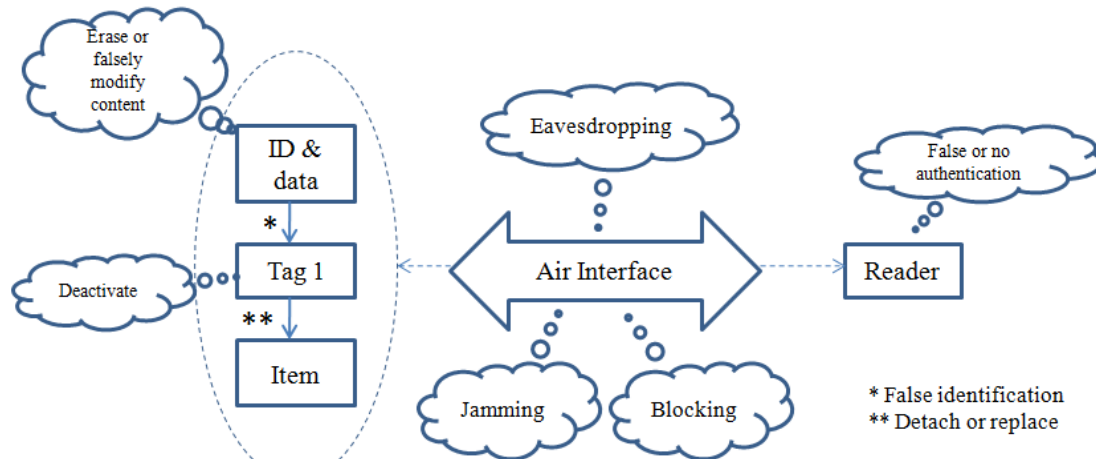 Erase or
falsely
modify
content
ID &
data
*
Tag 1
Deactivate
**
Item
Eavesdropping
Air Interface
Jamming
Blocking
False or no
authentication
Reader
* False identification
** Detach or replace